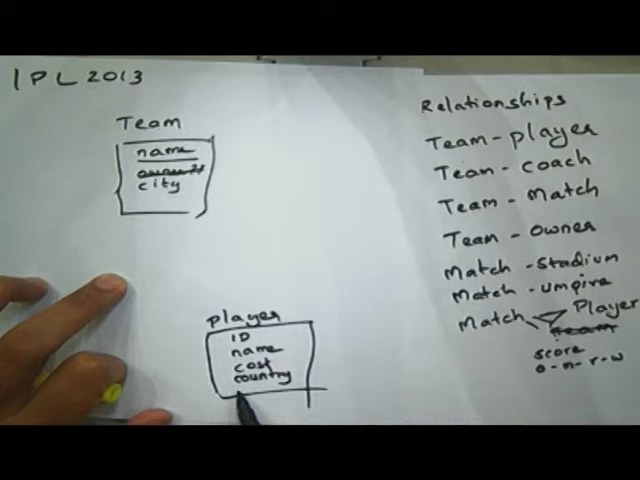 IPL 2013
Team
name
city
player
ID
name
cost
country
Relationships
Team - player
Team - coach
Team - Match
Team - owner
Match - Stadium
Match - Umpire
Match - Player
Team
score
o-m-r-w